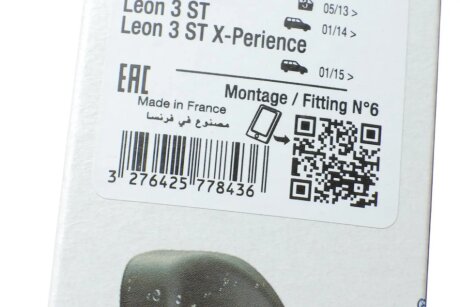 Leon 3 ST
05/13 >
Leon 3 ST X-Perience
01/14 >
01/15 >
EAC
Montage / Fitting N°6
Made in France
مصنوع في فرنسا
3 276425 778436